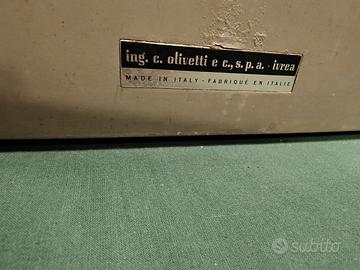 ing. c. olivetti e c., s. p. a. - ivrea
MADE IN ITALY - FABRIQUÉ EN ITALIE
subito